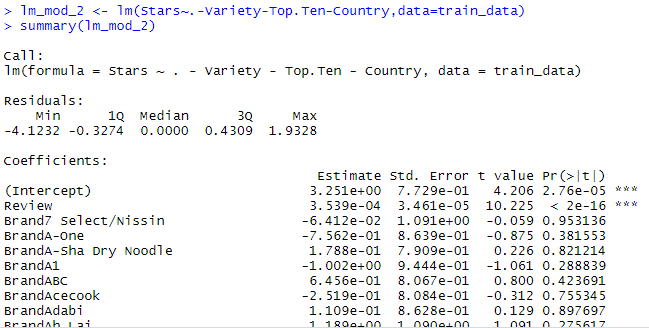 > lm_mod_2 <- lm(Stars~.-Variety-Top.Ten-Country,data=train_data)
> summary(lm_mod_2)
Call:
lm(formula = Stars ~ . - Variety - Top.Ten - Country, data = train_data)
Residuals:
Min 1Q Median 3Q Max
-4.1232 -0.3274 0.0000 0.4309 1.9328
Coefficients:
Estimate Std. Error t value Pr(>|t|)
(Intercept) 3.251e+00 7.729e-01 4.206 2.76e-05 ***
Review 3.539e-04 3.461e-05 10.225 < 2e-16 ***
Brand7 Select/Nissin -6.412e-02 1.091e+00 -0.059 0.953136
BrandA-One -7.562e-01 8.639e-01 -0.875 0.381553
BrandA-Sha Dry Noodle 1.788e-01 7.909e-01 0.226 0.821214
BrandA1 -1.002e+00 9.444e-01 -1.061 0.288839
BrandABC 6.456e-01 8.067e-01 0.800 0.423691
BrandAcecook -2.519e-01 8.084e-01 -0.312 0.755345
BrandAdabi 1.109e-01 8.628e-01 0.129 0.897697
BrandAh Lai 1.189e+00 1.090e+00 1.091 0.275617